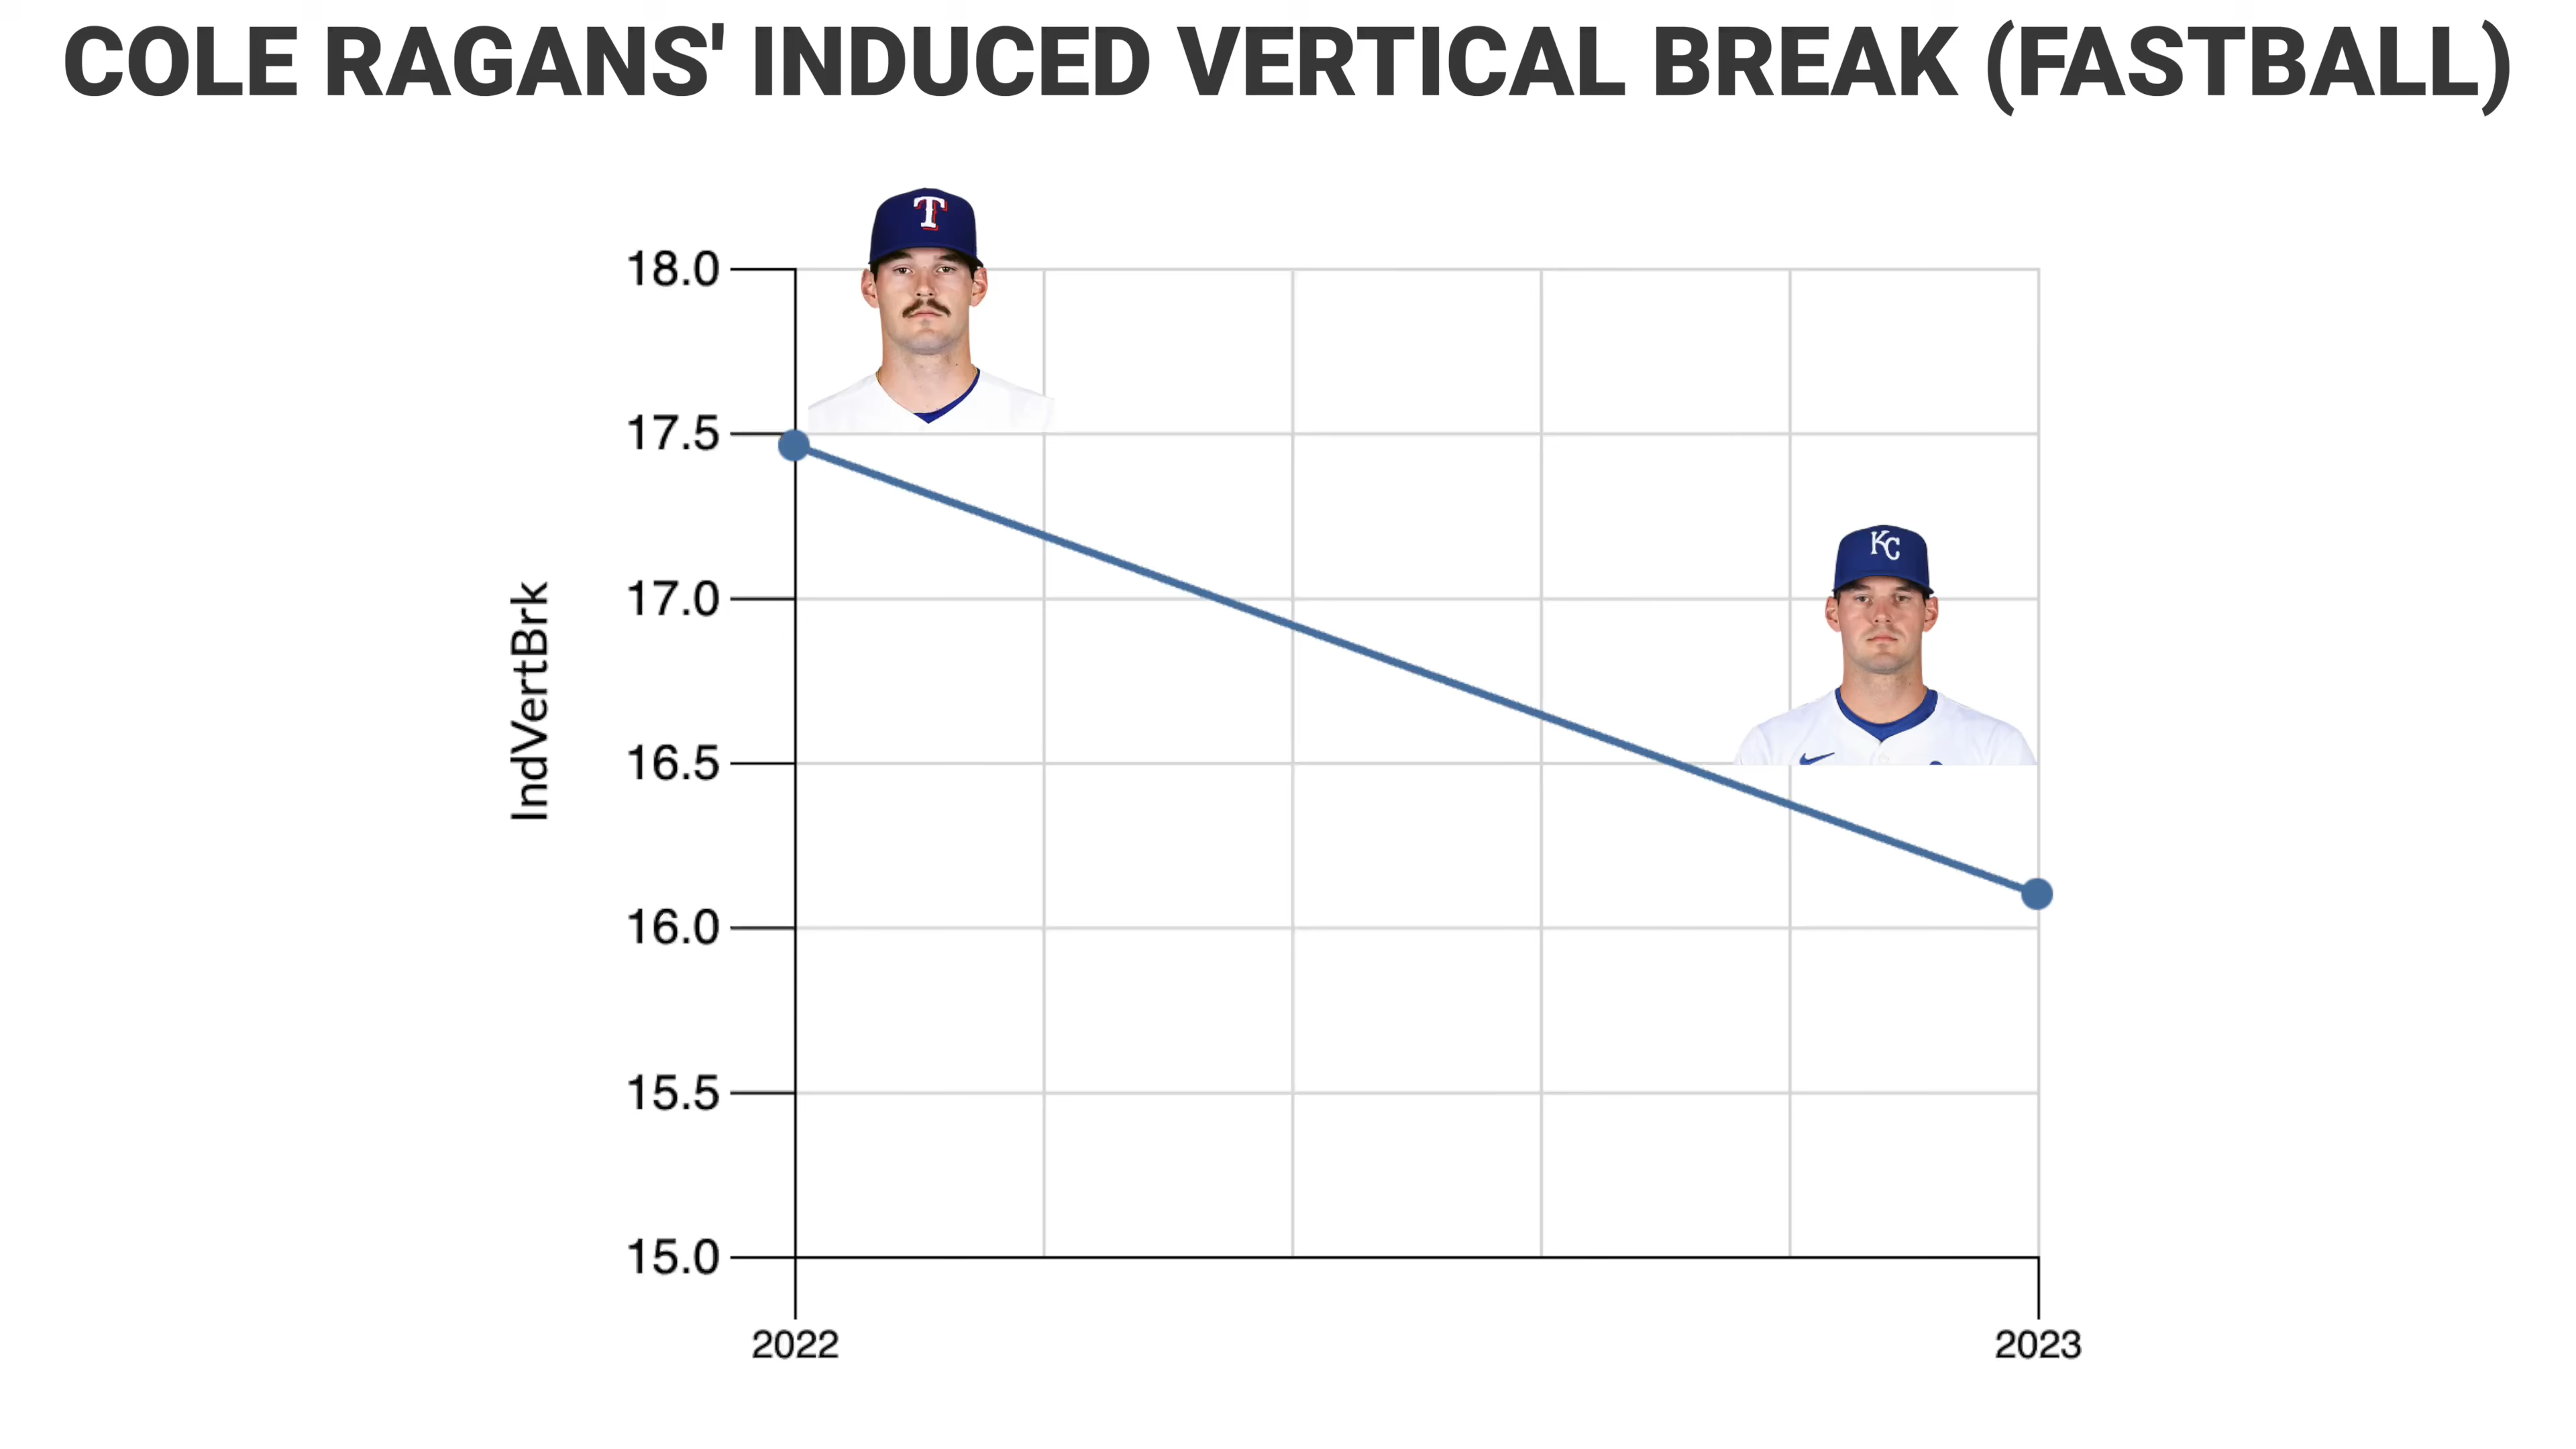 COLE RAGANS' INDUCED VERTICAL BREAK (FASTBALL)
T
18.0
17.5
KC
17.0
IndVertBrk
16.5
16.0
15.5
15.0
2022
2023